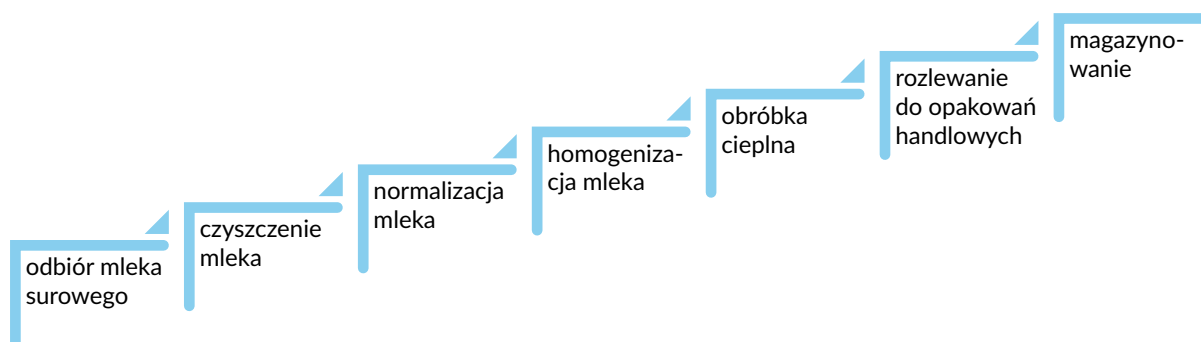 odbiór mleka
surowego
czyszczenie
mleka
normalizacja
mleka
homogeniza-
cja mleka
obróbka
cieplna
rozlewanie
do opakowań
handlowych
magazyno-
wanie